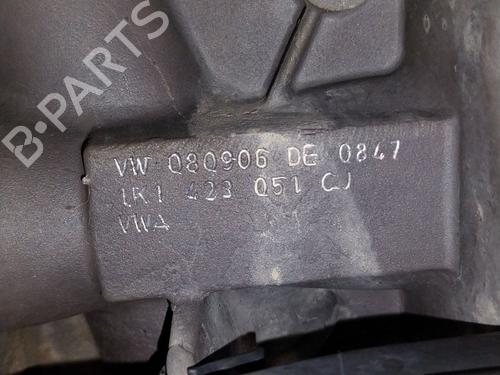 B-PARTS
VW 080906 DE 0847
1K1 423 051 CJ
VWA